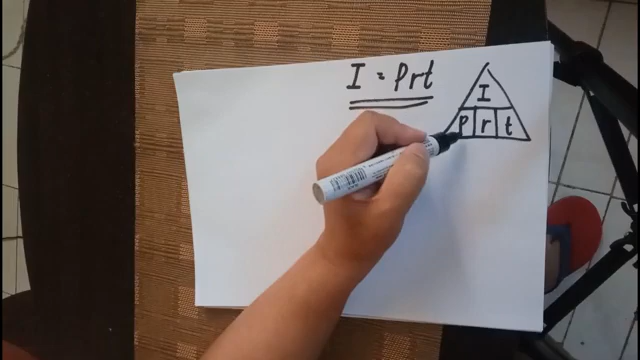 I = Prt
I
P r t